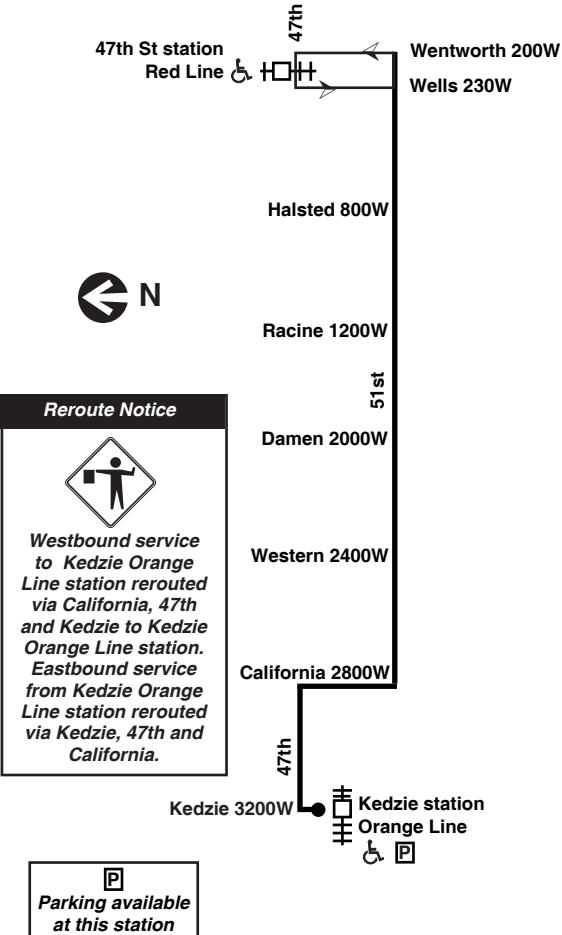 47th
47th St station
Red Line
Wentworth 200W
Wells 230W
Halsted 800W
N
Racine 1200W
51st
Damen 2000W
Western 2400W
California 2800W
47th
Kedzie 3200W
Kedzie station
Orange Line
P
Reroute Notice
Westbound service
to Kedzie Orange
Line station rerouted
via California, 47th
and Kedzie to Kedzie
Orange Line station.
Eastbound service
from Kedzie Orange
Line station rerouted
via Kedzie, 47th and
California.
P
Parking available
at this station